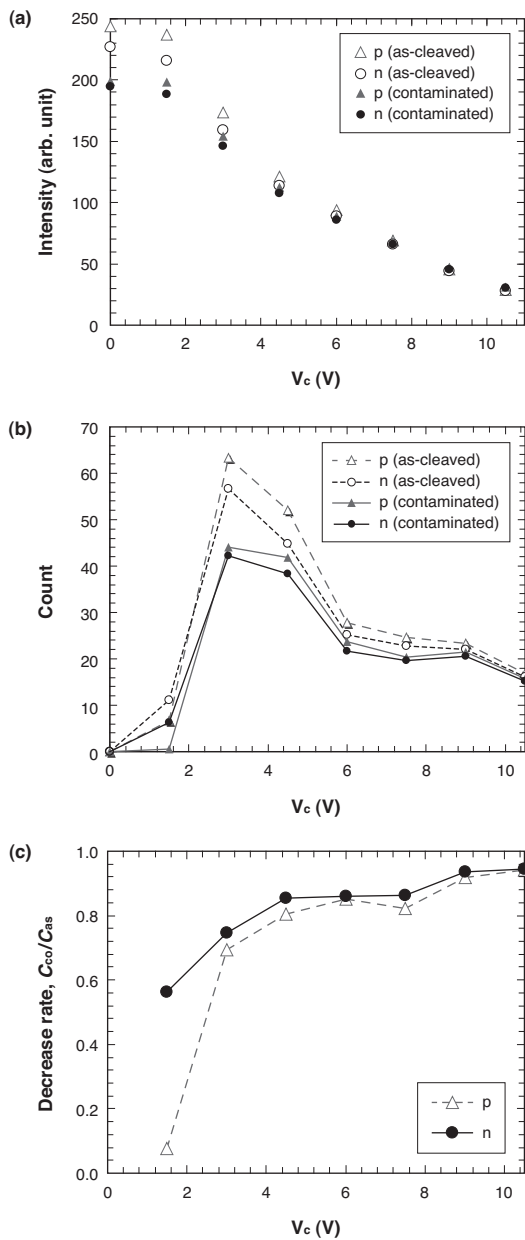 (a)
250
200
150
100
50
0
Intensity (arb. unit)
p (as-cleaved)
n (as-cleaved)
p (contaminated)
n (contaminated)
0 2 4 6 8 10
Vc (V)
(b)
70
60
50
40
30
20
10
0
Count
p (as-cleaved)
n (as-cleaved)
p (contaminated)
n (contaminated)
0 2 4 6 8 10
Vc (V)
(c)
1.0
0.8
0.6
0.4
0.2
0.0
Decrease rate, Cco/Cas
p
n
0 2 4 6 8 10
Vc (V)